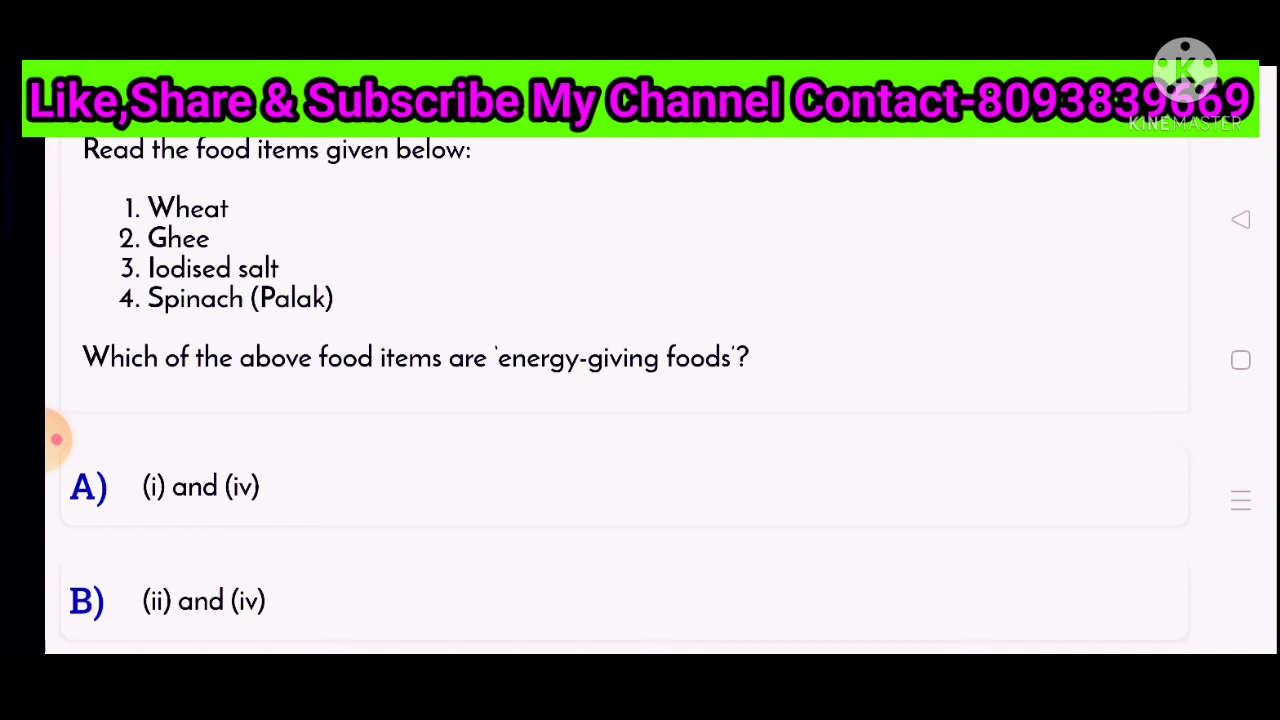 Like,Share & Subscribe My Channel Contact-8093839669
KINEMASTER
Read the food items given below:
1. Wheat
2. Ghee
3. Iodised salt
4. Spinach (Palak)
Which of the above food items are ‘energy-giving foods’?
A) (i) and (iv)
B) (ii) and (iv)